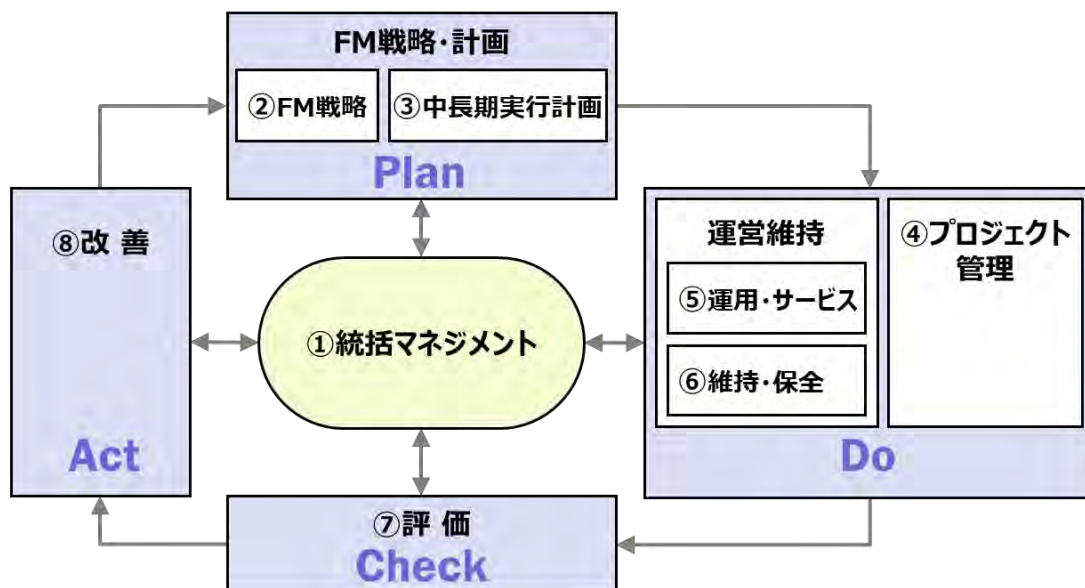 FM戦略・計画
②FM戦略
③中長期実行計画
Plan
⑧改 善
Act
①統括マネジメント
運営維持
⑤運用・サービス
⑥維持・保全
④プロジェクト
管理
Do
⑦評 価
Check